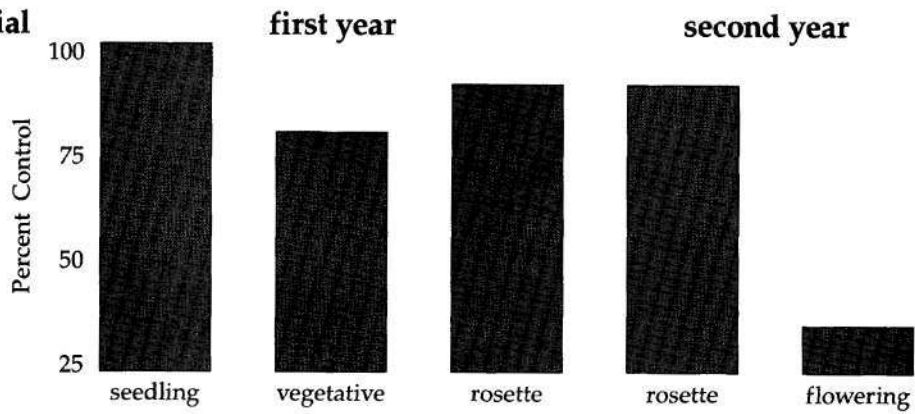 ial
first year
second year
100
75
50
25
Percent Control
seedling
vegetative
rosette
rosette
flowering